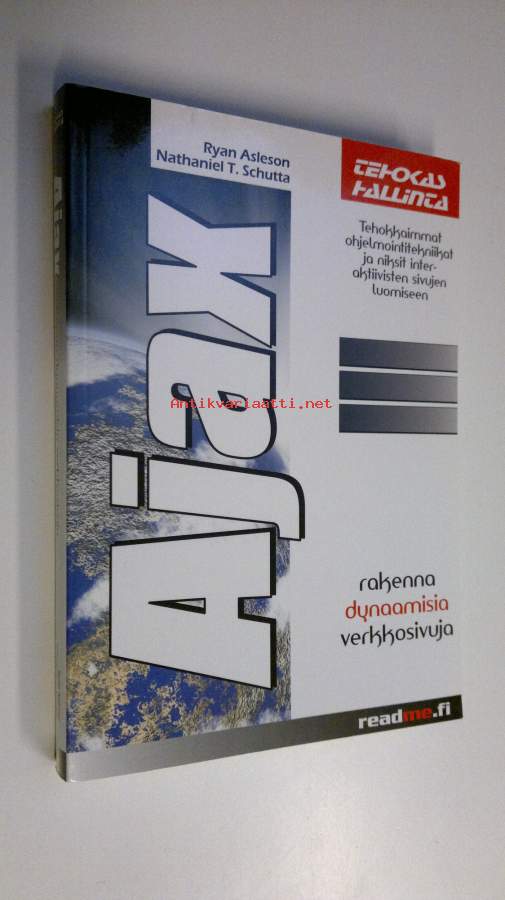 Ryan Asleson
Nathaniel T. Schutta
TEHOKAS
HALLINTA
Tehokkaimmat
ohjelmointitekniikat
ja niksit inter-
aktiivisten sivujen
luomiseen
Ajax
Antikvariaatti.net
rakenna
dynaamisia
verkkosivuja
readme.fi
Ajax